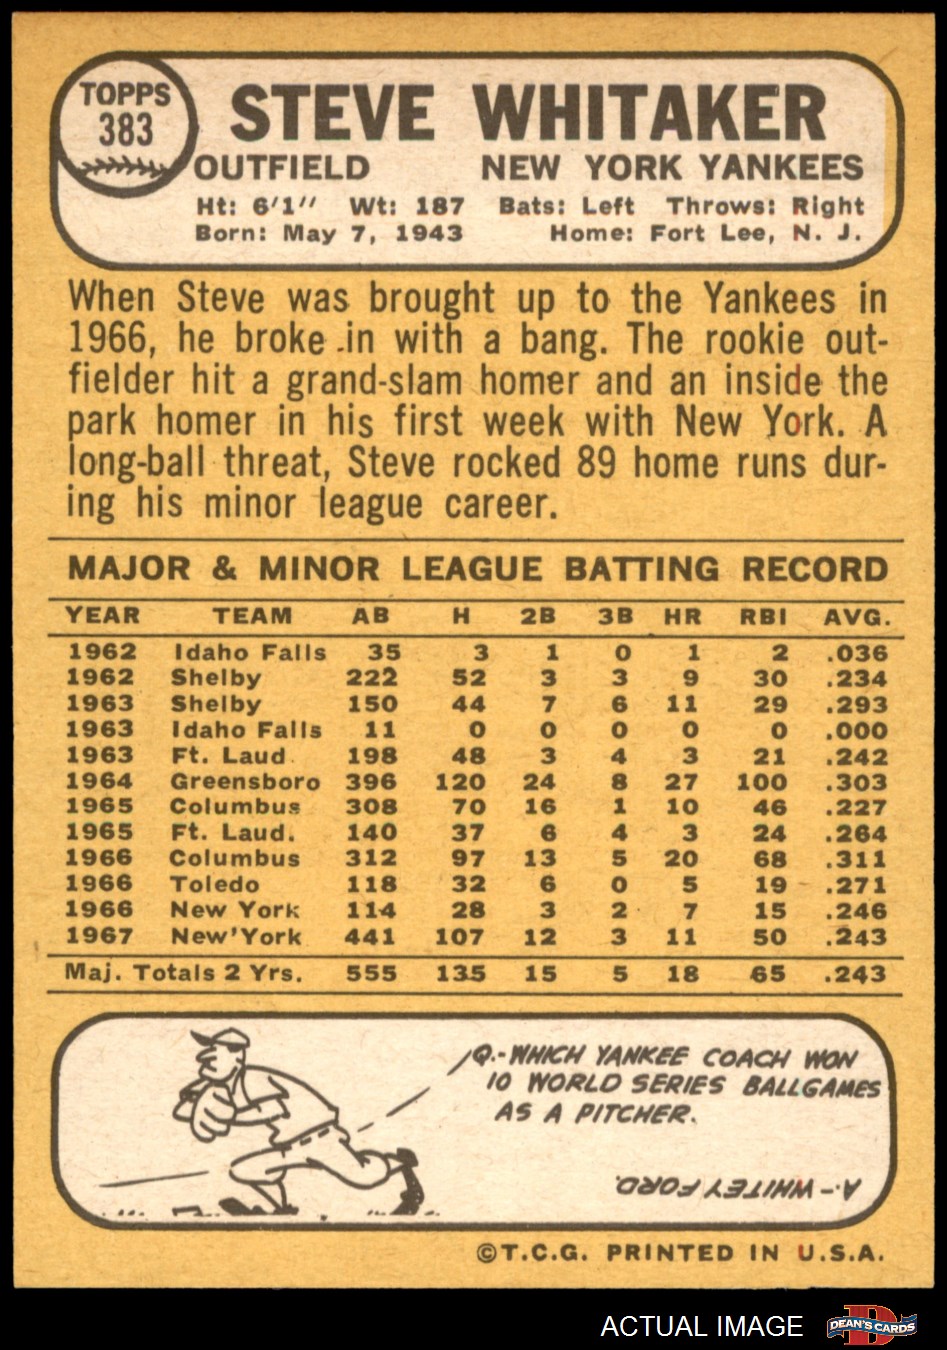 TOPPS
383
STEVE WHITAKER
OUTFIELD NEW YORK YANKEES
Ht: 6'1" Wt: 187 Bats: Left Throws: Right
Born: May 7, 1943 Home: Fort Lee, N. J.
When Steve was brought up to the Yankees in
1966, he broke in with a bang. The rookie out-
fielder hit a grand-slam homer and an inside the
park homer in his first week with New York. A
long-ball threat, Steve rocked 89 home runs dur-
ing his minor league career.
MAJOR & MINOR LEAGUE BATTING RECORD
YEAR TEAM AB H 2B 3B HR RBI AVG.
1962 Idaho Falls 35 3 1 0 1 2 .036
1962 Shelby 222 52 3 3 9 30 .234
1963 Shelby 150 44 7 6 11 29 .293
1963 Idaho Falls 11 0 0 0 0 0 .000
1963 Ft. Laud. 198 48 3 4 3 21 .242
1964 Greensboro 396 120 24 8 27 100 .303
1965 Columbus 308 70 16 1 10 46 .227
1965 Ft. Laud. 140 37 6 4 3 24 .264
1966 Columbus 312 97 13 5 20 68 .311
1966 Toledo 118 32 6 0 5 19 .271
1966 New York 114 28 3 2 7 15 .246
1967 New York 441 107 12 3 11 50 .243
Maj. Totals 2 Yrs. 555 135 15 5 18 65 .243
Q.-WHICH YANKEE COACH WON
10 WORLD SERIES BALLGAMES
AS A PITCHER.
A.-WHITEY FORD.
©T.C.G. PRINTED IN U.S.A.
ACTUAL IMAGE
D
DEAN'S CARDS